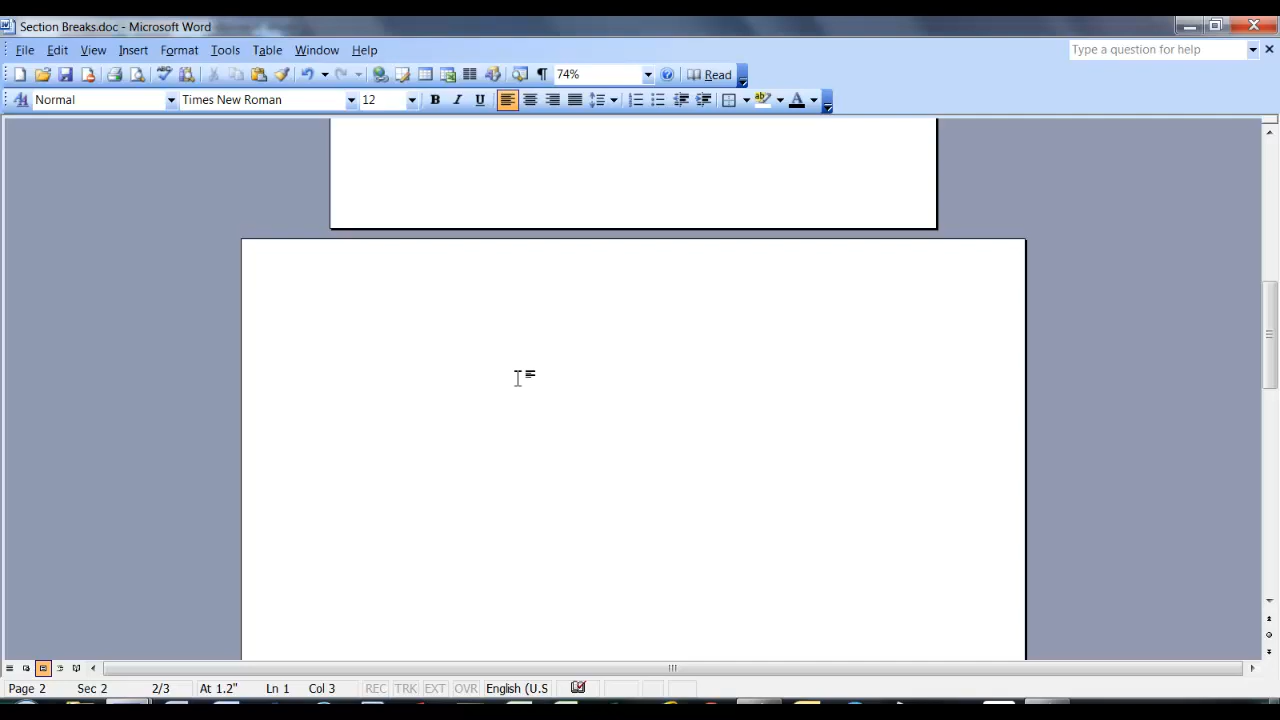 Section Breaks.doc - Microsoft Word
File Edit View Insert Format Tools Table Window Help Type a question for help
74% Read
Normal Times New Roman 12 B I U
Page 2 Sec 2 2/3 At 1.2" Ln 1 Col 3 REC TRK EXT OVR English (U.S